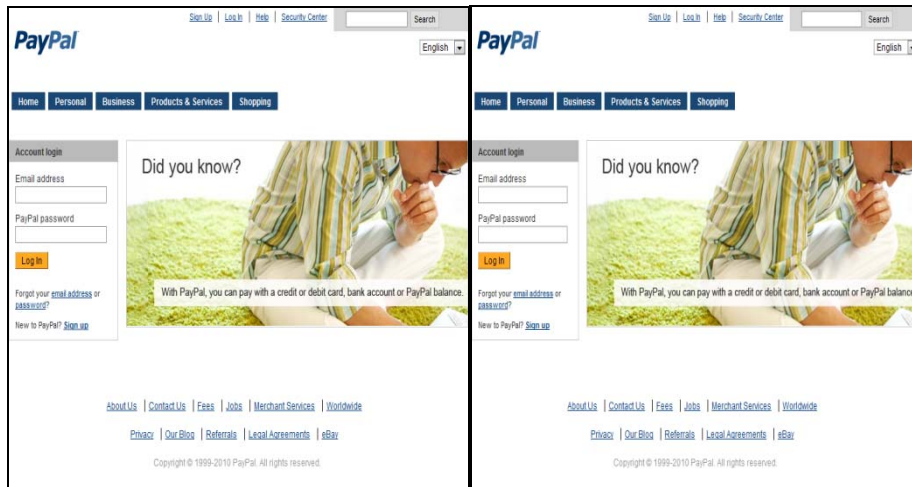 Sign Up | Log In | Help | Security Center Search
PayPal
English
Home Personal Business Products & Services Shopping
Account login
Email address
PayPal password
Log In
Forgot your email address or
password?
New to PayPal? Sign up
Did you know?
With PayPal, you can pay with a credit or debit card, bank account or PayPal balance.
About Us | Contact Us | Fees | Jobs | Merchant Services | Worldwide
Privacy | Our Blog | Referrals | Legal Agreements | eBay
Copyright © 1999-2010 PayPal. All rights reserved.
Sign Up | Log In | Help | Security Center Search
PayPal
English
Home Personal Business Products & Services Shopping
Account login
Email address
PayPal password
Log In
Forgot your email address or
password?
New to PayPal? Sign up
Did you know?
With PayPal, you can pay with a credit or debit card, bank account or PayPal balance
About Us | Contact Us | Fees | Jobs | Merchant Services | Worldwide
Privacy | Our Blog | Referrals | Legal Agreements | eBay
Copyright © 1999-2010 PayPal. All rights reserved.